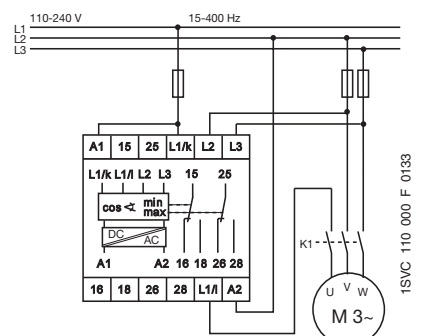 110-240 V 15-400 Hz
L1
L2
L3
A1 15 25 L1/k L2 L3
L1/k L1/l L2 L3 15 25
cos ∢ min
max
DC
AC
A1 A2 16 18 26 28
16 18 26 28 L1/l A2
K1
U V W
M 3~
1SVC 110 000 F 0133